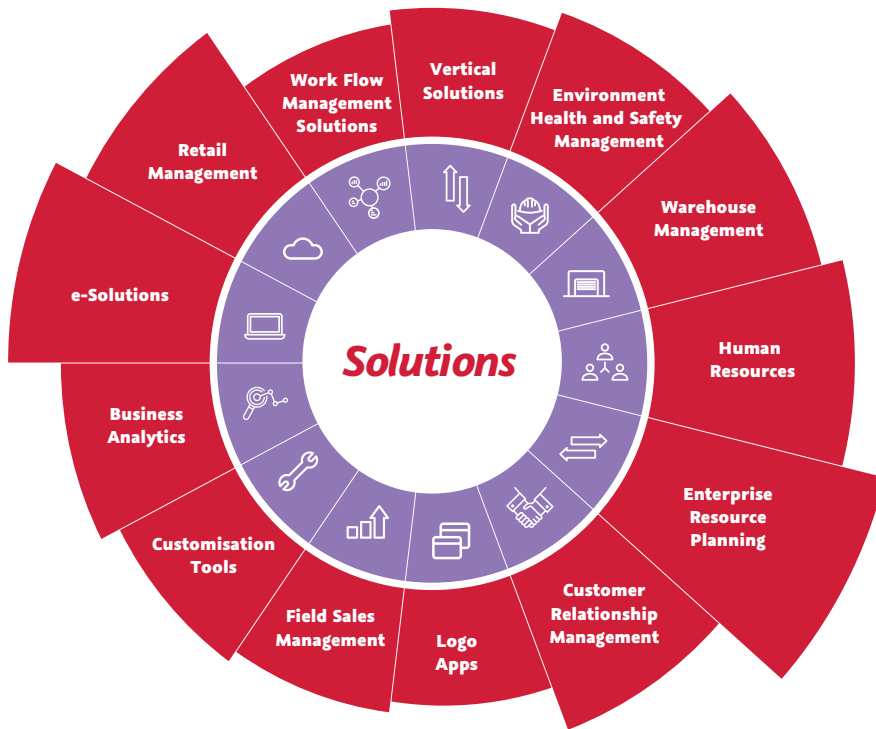 Vertical
Solutions
Environment
Health and Safety
Management
Warehouse
Management
Human
Resources
Enterprise
Resource
Planning
Customer
Relationship
Management
Logo
Apps
Field Sales
Management
Customisation
Tools
Business
Analytics
e-Solutions
Retail
Management
Work Flow
Management
Solutions
Solutions